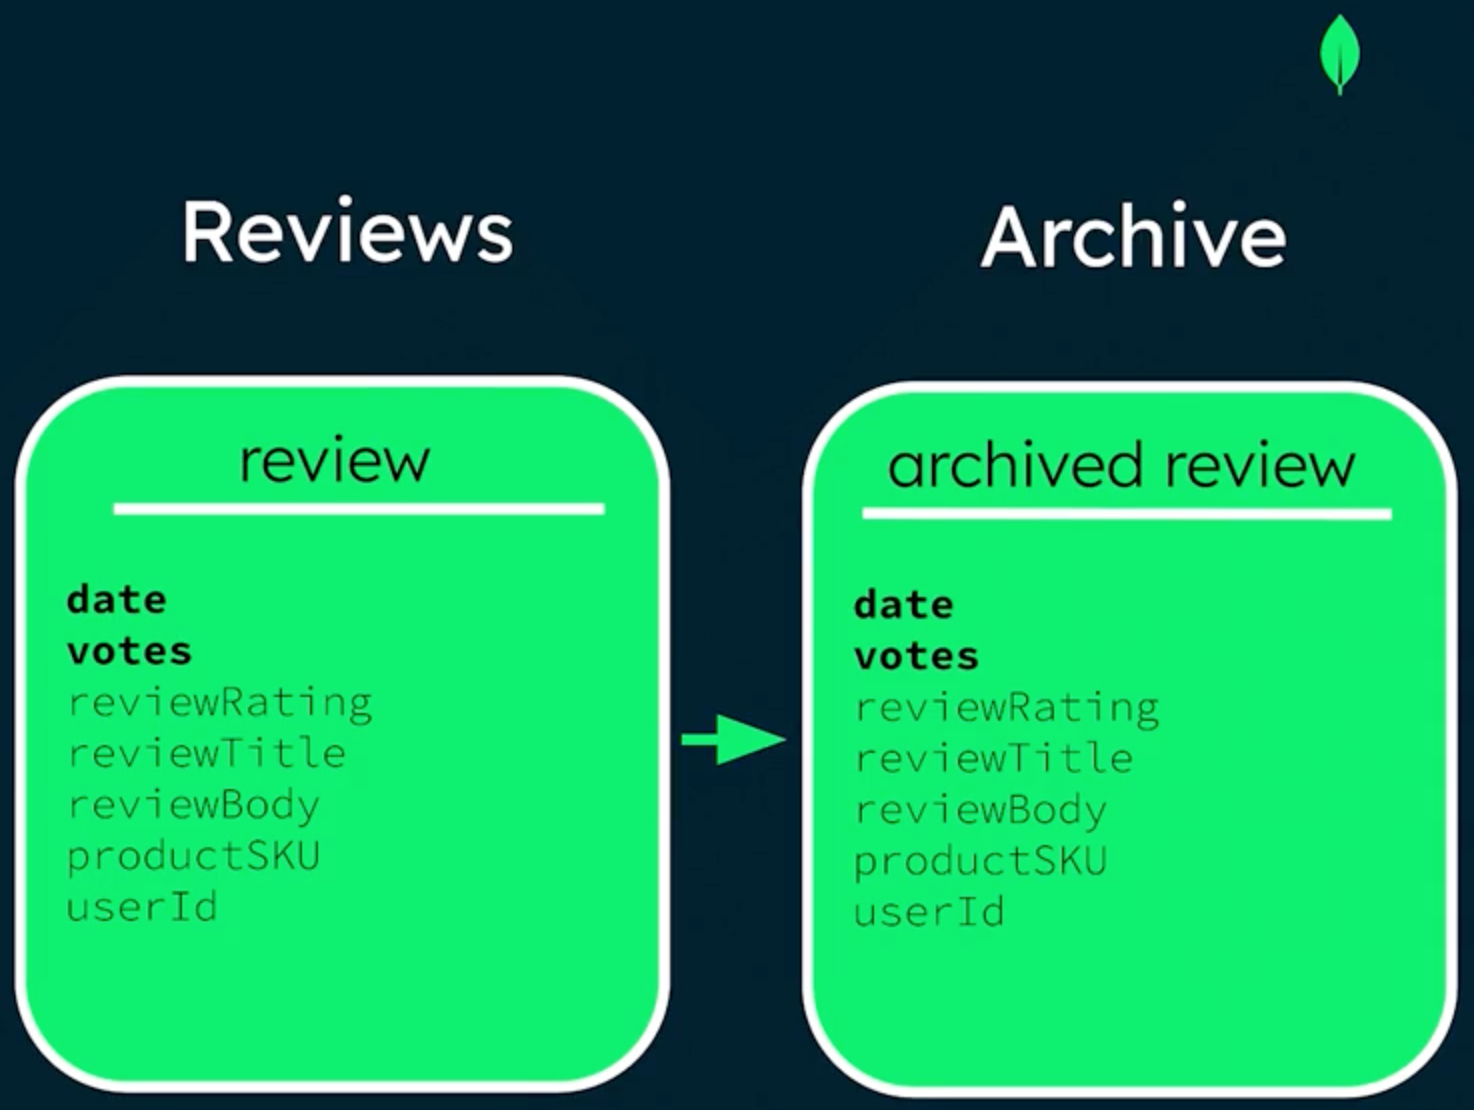 Reviews
Archive
review
date
votes
reviewRating
reviewTitle
reviewBody
productSKU
userId
archived review
date
votes
reviewRating
reviewTitle
reviewBody
productSKU
userId